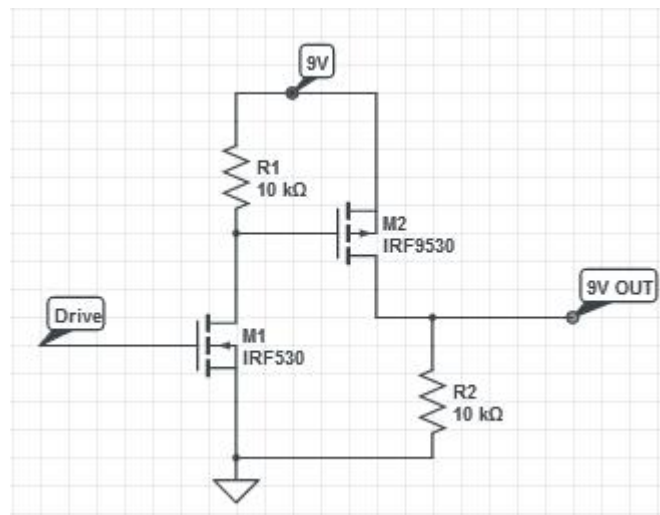 9V
R1
10 kΩ
M2
IRF9530
Drive
M1
IRF530
9V OUT
R2
10 kΩ